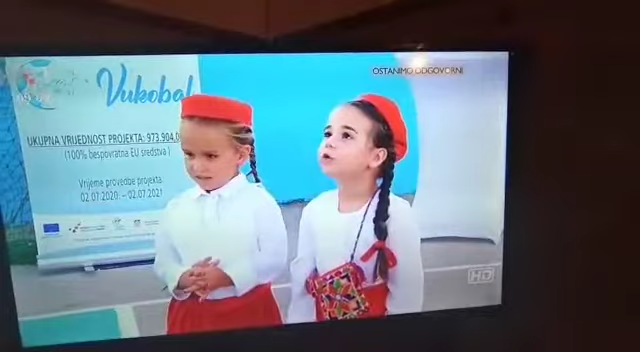 OSTANIMO ODGOVORNI
Vukobal
UKUPNA VRIJEDNOST PROJEKTA: 973.904,0
(100% bespovratna EU sredstva)
Vrijeme provedbe projekta:
02.07.2020. - 02.07.2021
HD